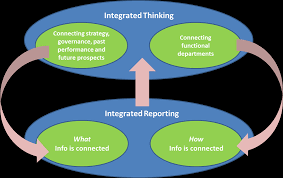 Integrated Thinking
Connecting strategy,
governance, past
performance and
future prospects
Connecting
functional
departments
Integrated Reporting
What
Info is connected
How
Info is connected